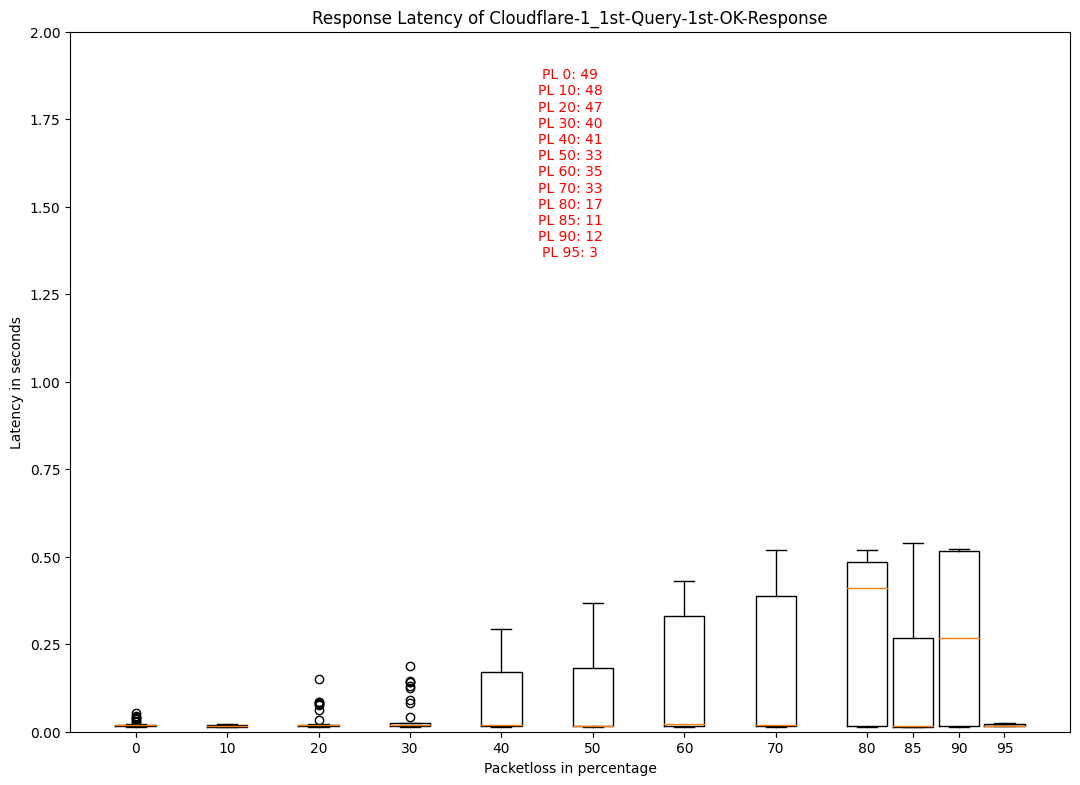 Response Latency of Cloudflare-1_1st-Query-1st-OK-Response
2.00
1.75
1.50
1.25
1.00
0.75
0.50
0.25
0.00
Latency in seconds
PL 0: 49
PL 10: 48
PL 20: 47
PL 30: 40
PL 40: 41
PL 50: 33
PL 60: 35
PL 70: 33
PL 80: 17
PL 85: 11
PL 90: 12
PL 95: 3
0 10 20 30 40 50 60 70 80 85 90 95
Packetloss in percentage